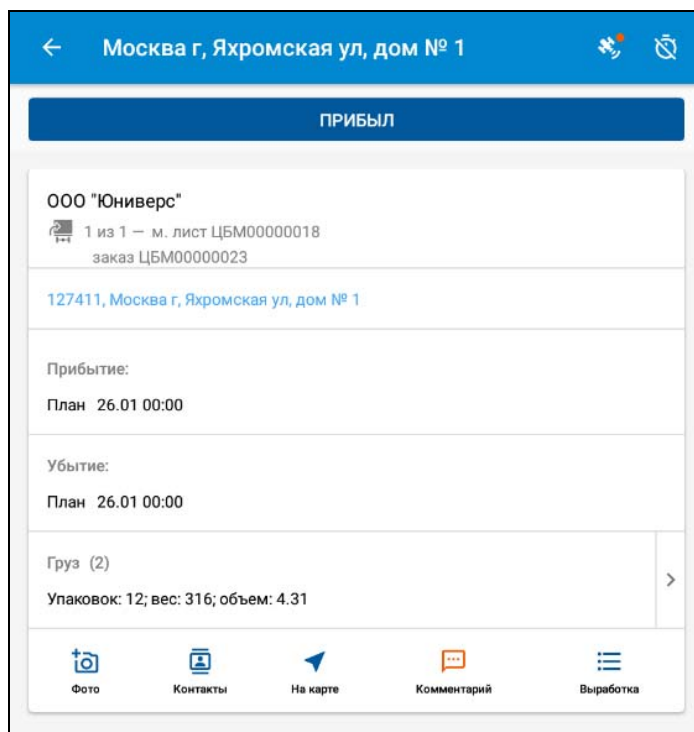 Москва г, Яхромская ул, дом № 1
ПРИБЫЛ
ООО "Юниверс"
1 из 1 — м. лист ЦБМ00000018
заказ ЦБМ00000023
127411, Москва г, Яхромская ул, дом № 1
Прибытие:
План 26.01 00:00
Убытие:
План 26.01 00:00
Груз (2)
Упаковок: 12; вес: 316; объем: 4.31
Фото Контакты На карте Комментарий Выработка